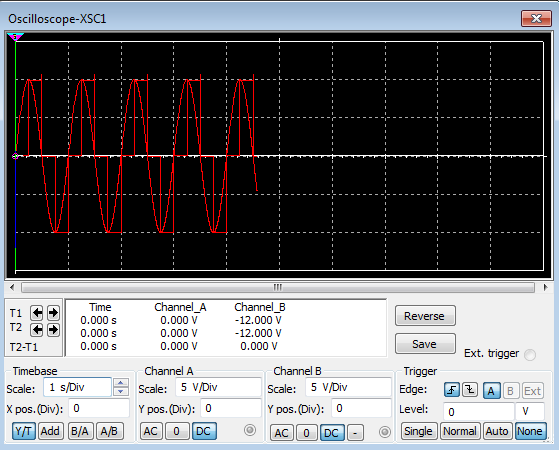 Oscilloscope-XSC1
T1
T2
T2-T1
Time Channel_A Channel_B
0.000 s 0.000 V -12.000 V
0.000 s 0.000 V -12.000 V
0.000 s 0.000 V 0.000 V
Reverse
Save
Ext. trigger
Timebase
Scale: 1 s/Div
X pos.(Div): 0
Y/T Add B/A A/B
Channel A
Scale: 5 V/Div
Y pos.(Div): 0
AC 0 DC
Channel B
Scale: 5 V/Div
Y pos.(Div): 0
AC 0 DC -
Trigger
Edge: A B Ext
Level: 0 V
Single Normal Auto None